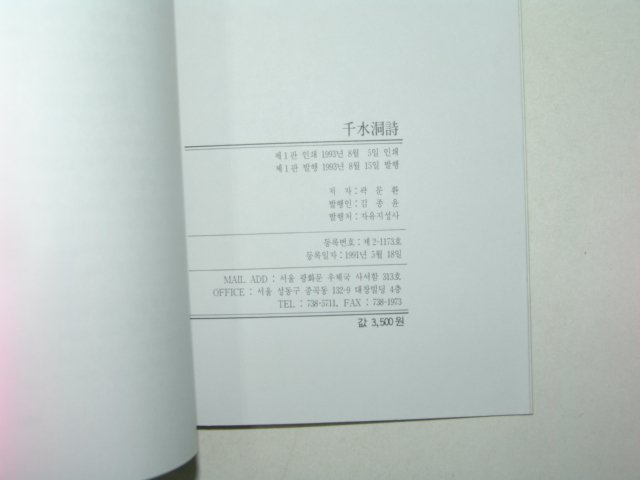 千水洞詩
제1판 인쇄 1993년 8월 5일 인쇄
제1판 발행 1993년 8월 15일 발행
저 자 : 곽 문 환
발행인 : 김 종 윤
발행처 : 자유지성사
등록번호 : 제 2-1173호
등록일자 : 1991년 5월 18일
MAIL ADD : 서울 광화문 우체국 사서함 313호
OFFICE : 서울 성동구 중곡동 132-9 대창빌딩 4층
TEL : 738-5711, FAX : 738-1973
값 3,500원